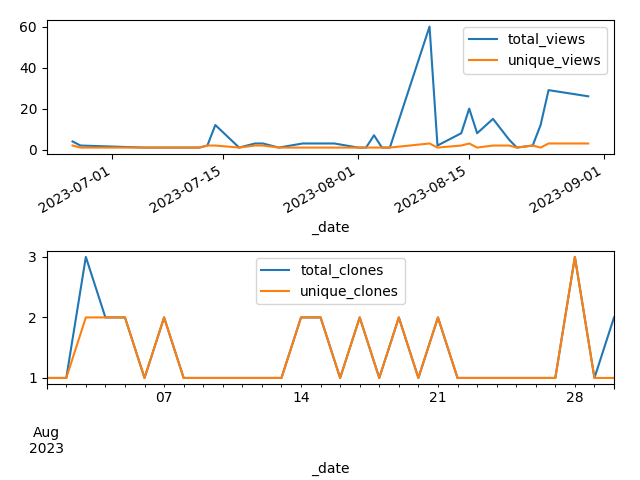 60
40
20
0
total_views
unique_views
2023-07-01
2023-07-15
2023-08-01
2023-08-15
2023-09-01
_date
3
2
1
total_clones
unique_clones
07
14
21
28
Aug
2023
_date